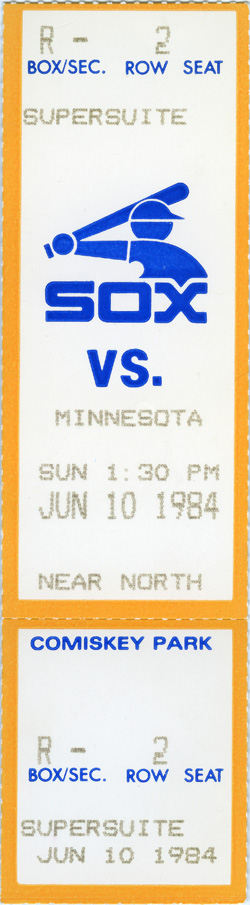 R - 2
BOX/SEC. ROW SEAT
SUPERSUITE
SOX
VS.
MINNESOTA
SUN 1:30 PM
JUN 10 1984
NEAR NORTH
COMISKEY PARK
R - 2
BOX/SEC. ROW SEAT
SUPERSUITE
JUN 10 1984